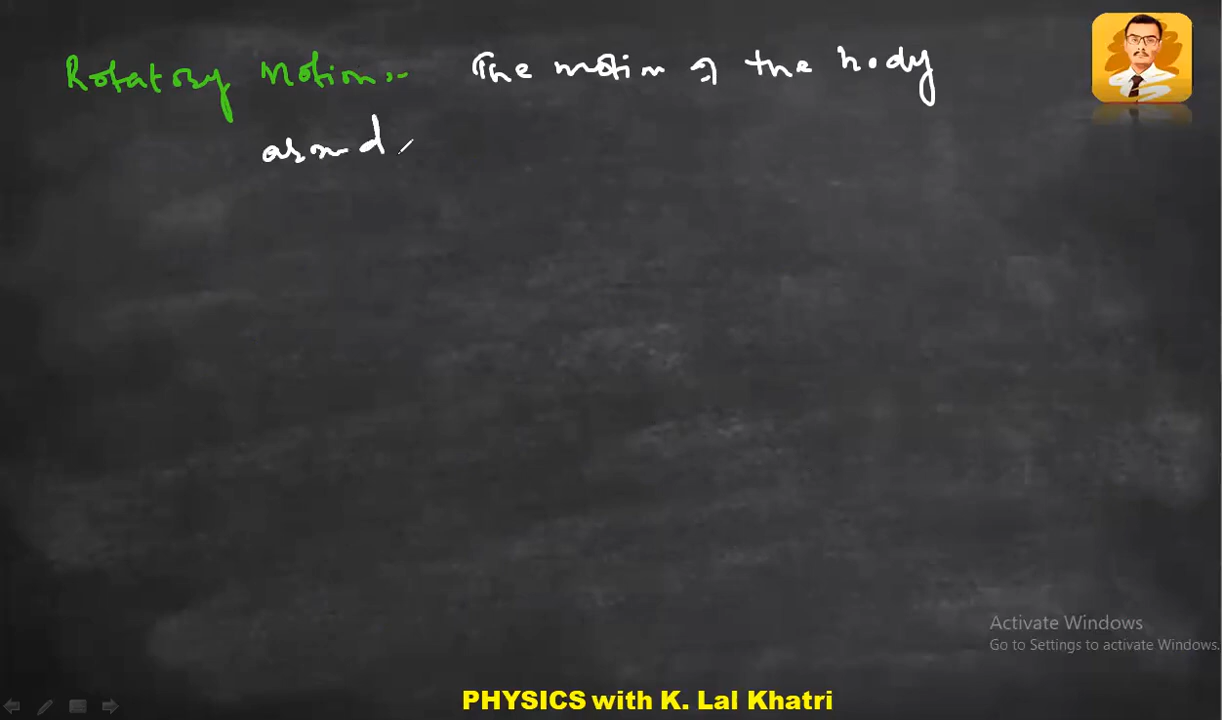 Rotatory Motion:- The motion of the body
around
Activate Windows
Go to Settings to activate Windows.
PHYSICS with K. Lal Khatri